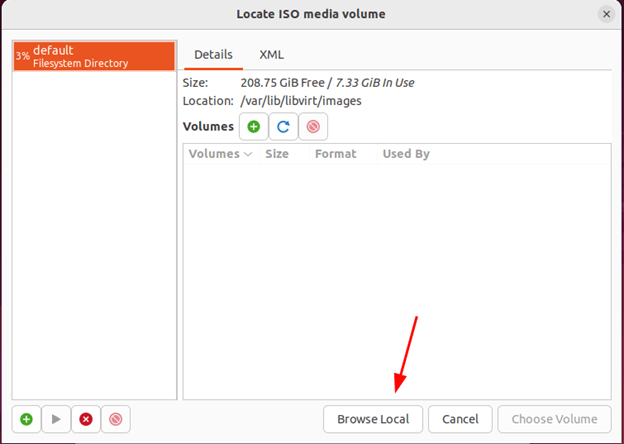 Locate ISO media volume
3% default
Filesystem Directory
Details XML
Size: 208.75 GiB Free / 7.33 GiB In Use
Location: /var/lib/libvirt/images
Volumes
Volumes Size Format Used By
Browse Local Cancel Choose Volume